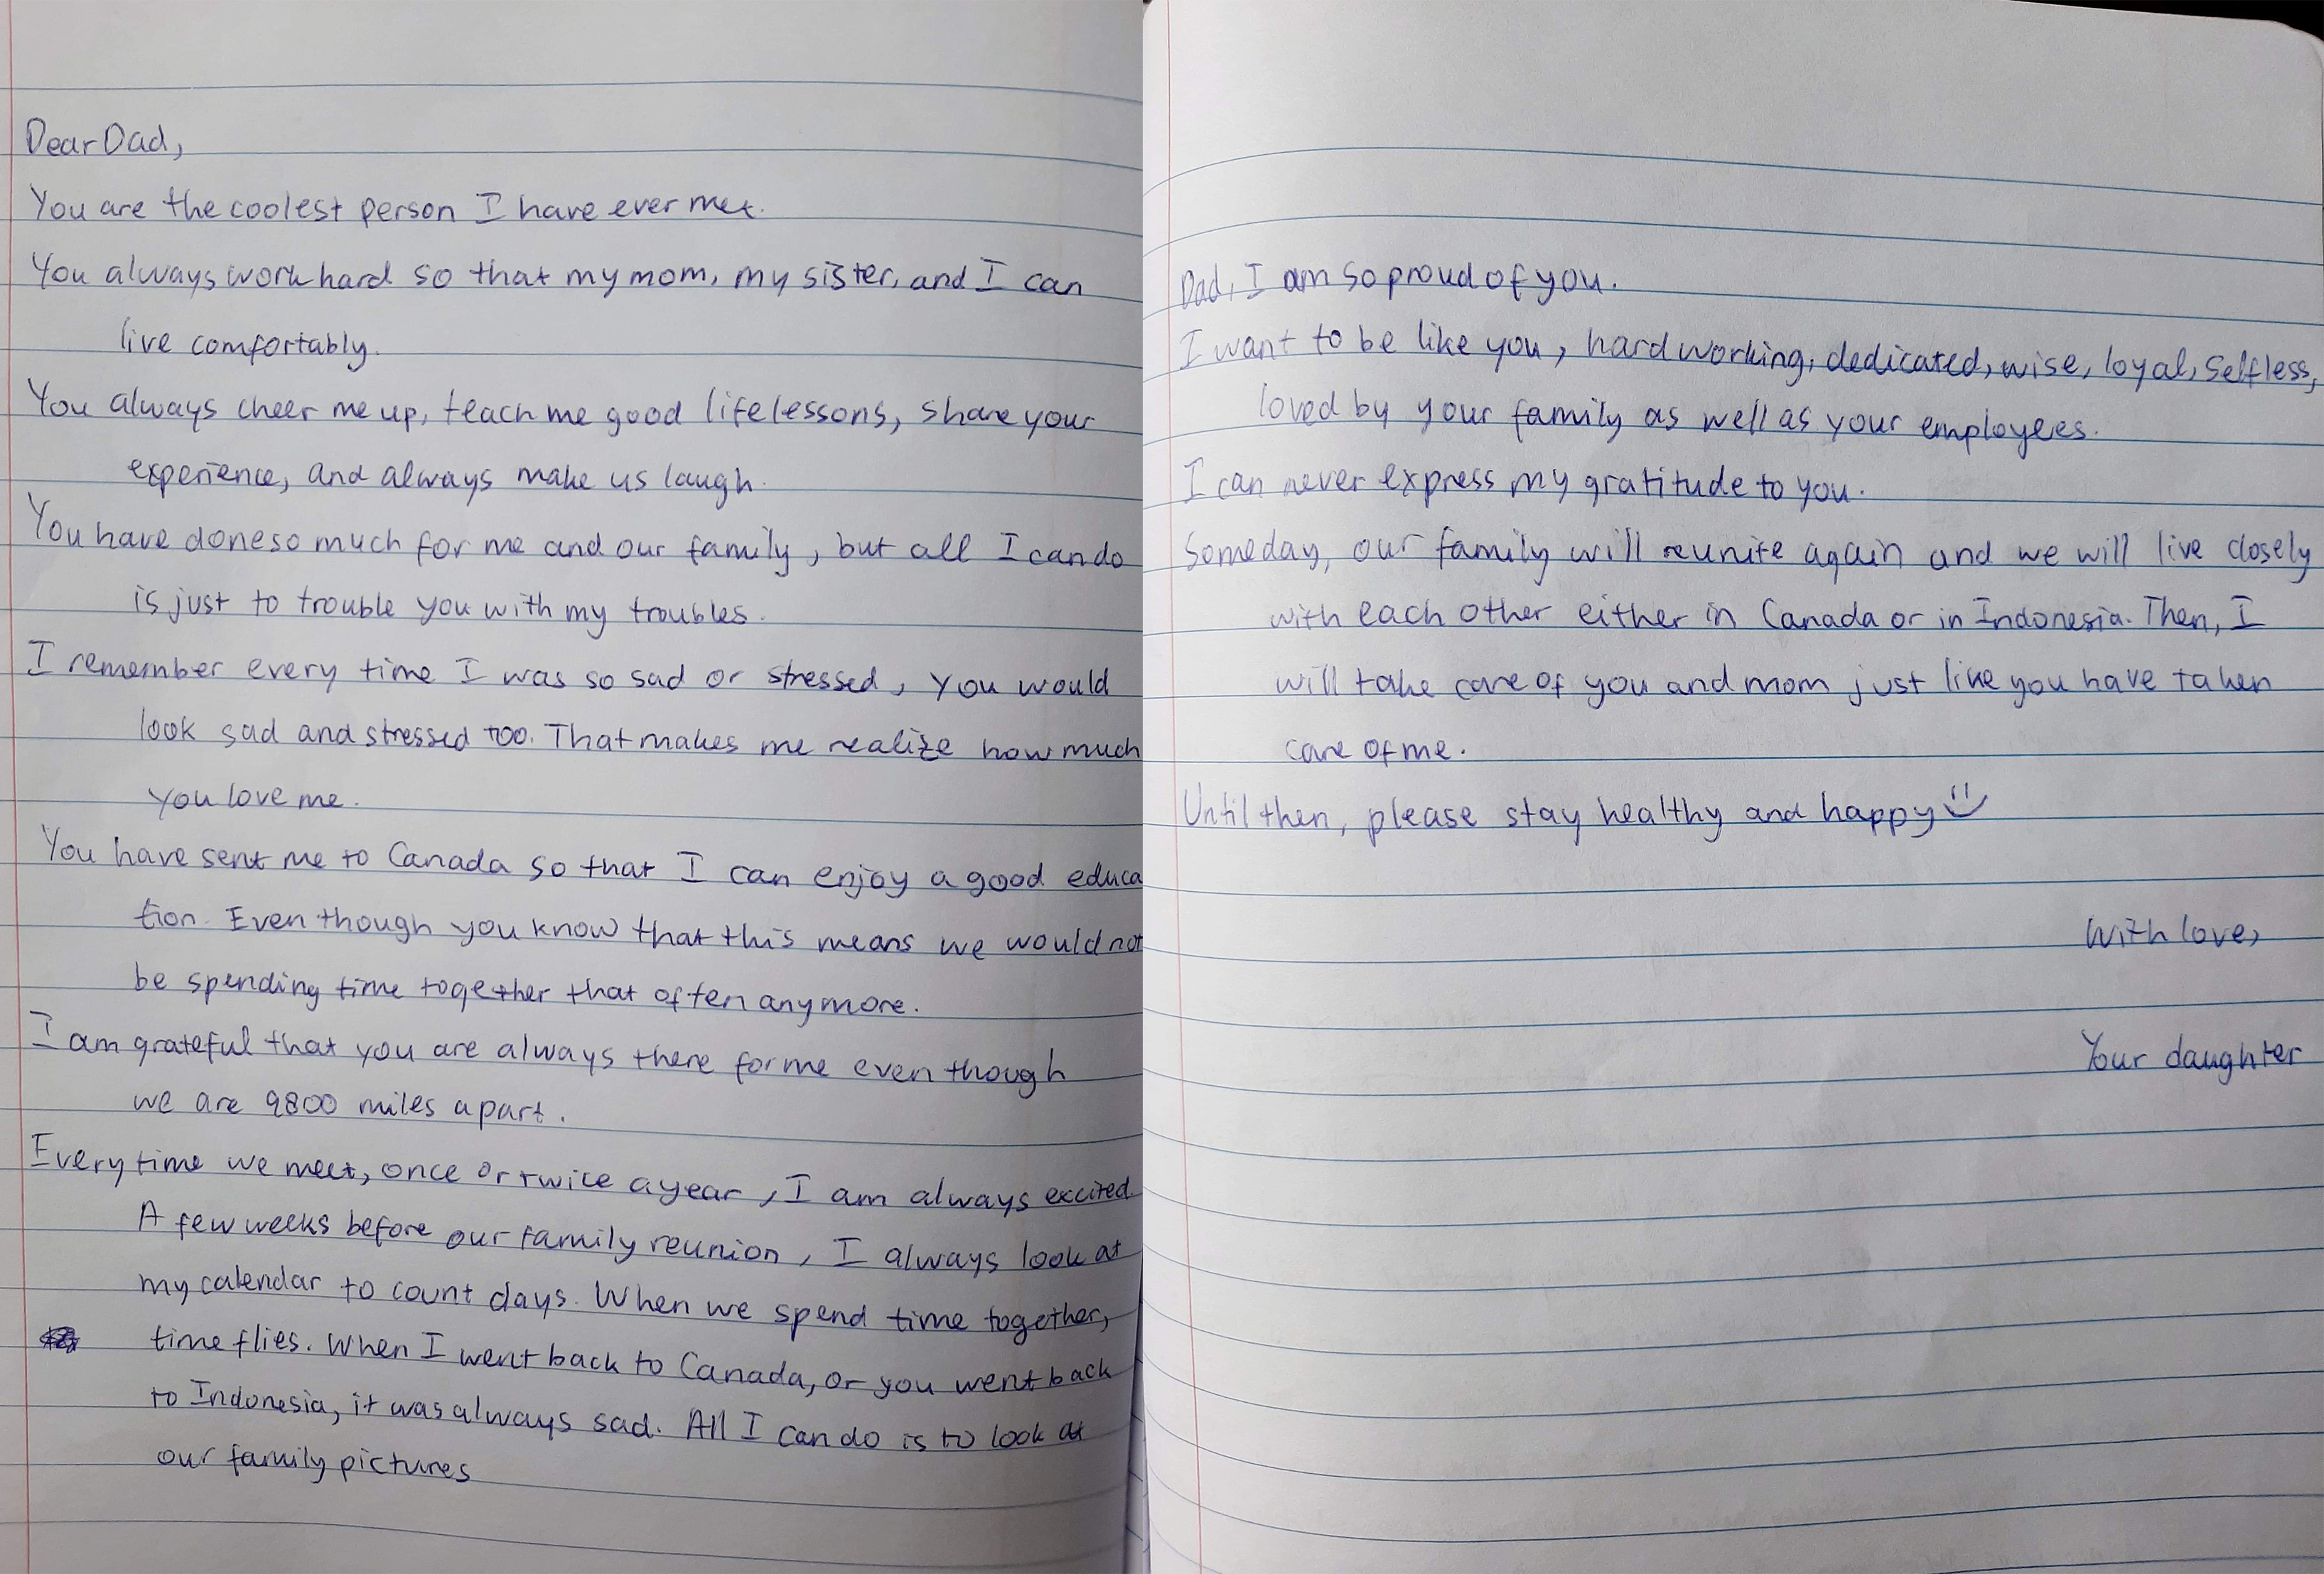 Dear Dad,
You are the coolest person I have ever met.
You always work hard so that my mom, my sister, and I can
live comfortably.
You always cheer me up, teach me good life lessons, share your
experience, and always make us laugh.
You have done so much for me and our family, but all I can do
is just to trouble you with my troubles.
I remember every time I was so sad or stressed, you would
look sad and stressed too. That makes me realize how much
you love me.
You have sent me to Canada so that I can enjoy a good educa
tion. Even though you know that this means we would not
be spending time together that often anymore.
I am grateful that you are always there for me even though
we are 9800 miles apart.
Every time we meet, once or twice a year, I am always excited.
A few weeks before our family reunion, I always look at
my calendar to count days. When we spend time together,
time flies. When I went back to Canada, or you went back
to Indonesia, it was always sad. All I can do is to look at
our family pictures
Dad, I am so proud of you.
I want to be like you, hard working, dedicated, wise, loyal, selfless,
loved by your family as well as your employees.
I can never express my gratitude to you.
Someday, our family will reunite again and we will live closely
with each other either in Canada or in Indonesia. Then, I
will take care of you and mom just like you have taken
care of me.
Until then, please stay healthy and happy
With love,
Your daughter